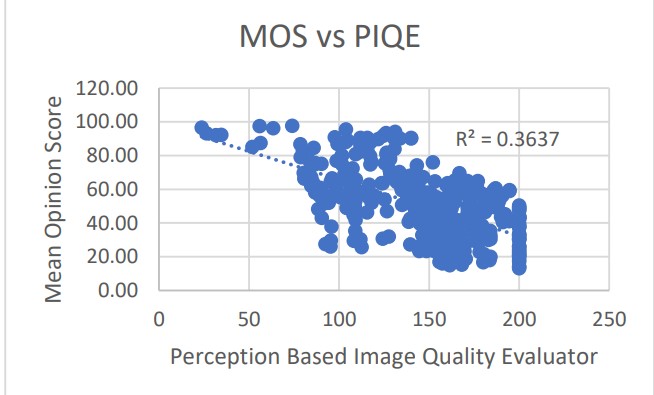 MOS vs PIQE
120.00
100.00
80.00
60.00
40.00
20.00
0.00
Mean Opinion Score
R² = 0.3637
0 50 100 150 200 250
Perception Based Image Quality Evaluator